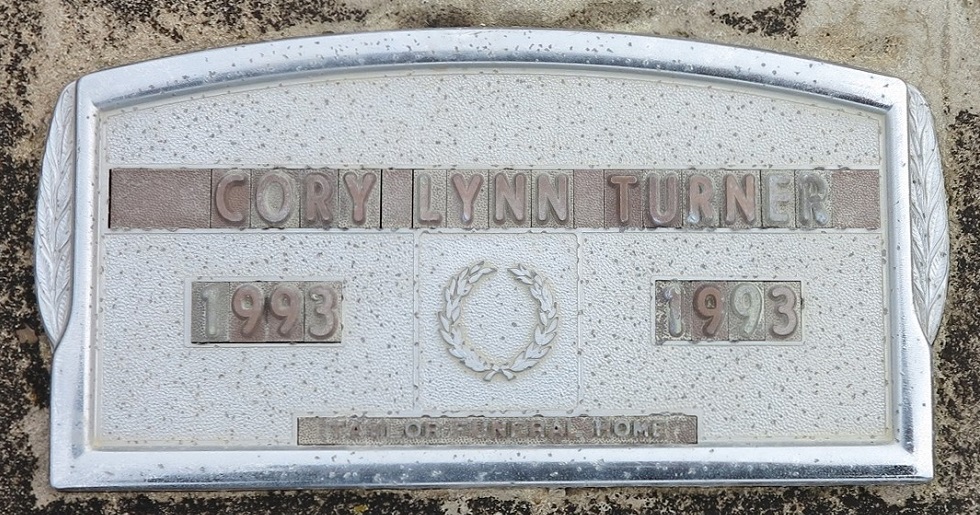 CORY LYNN TURNER
1993 1993
TAYLOR FUNERAL HOME